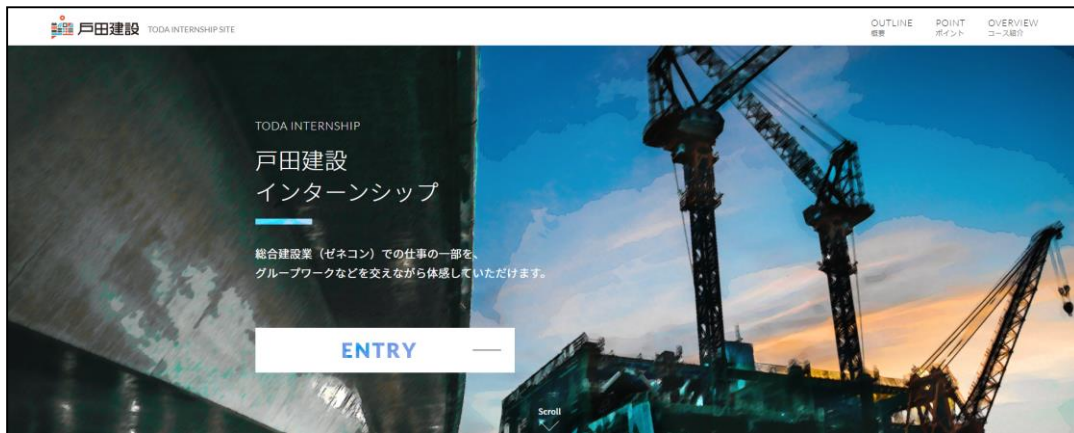 戸田建設 TODA INTERNSHIP SITE
OUTLINE POINT OVERVIEW
概要 ポイント コース紹介
TODA INTERNSHIP
戸田建設
インターンシップ
総合建設業（ゼネコン）での仕事の一部を、
グループワークなどを交えながら体感していただけます。
ENTRY
Scroll